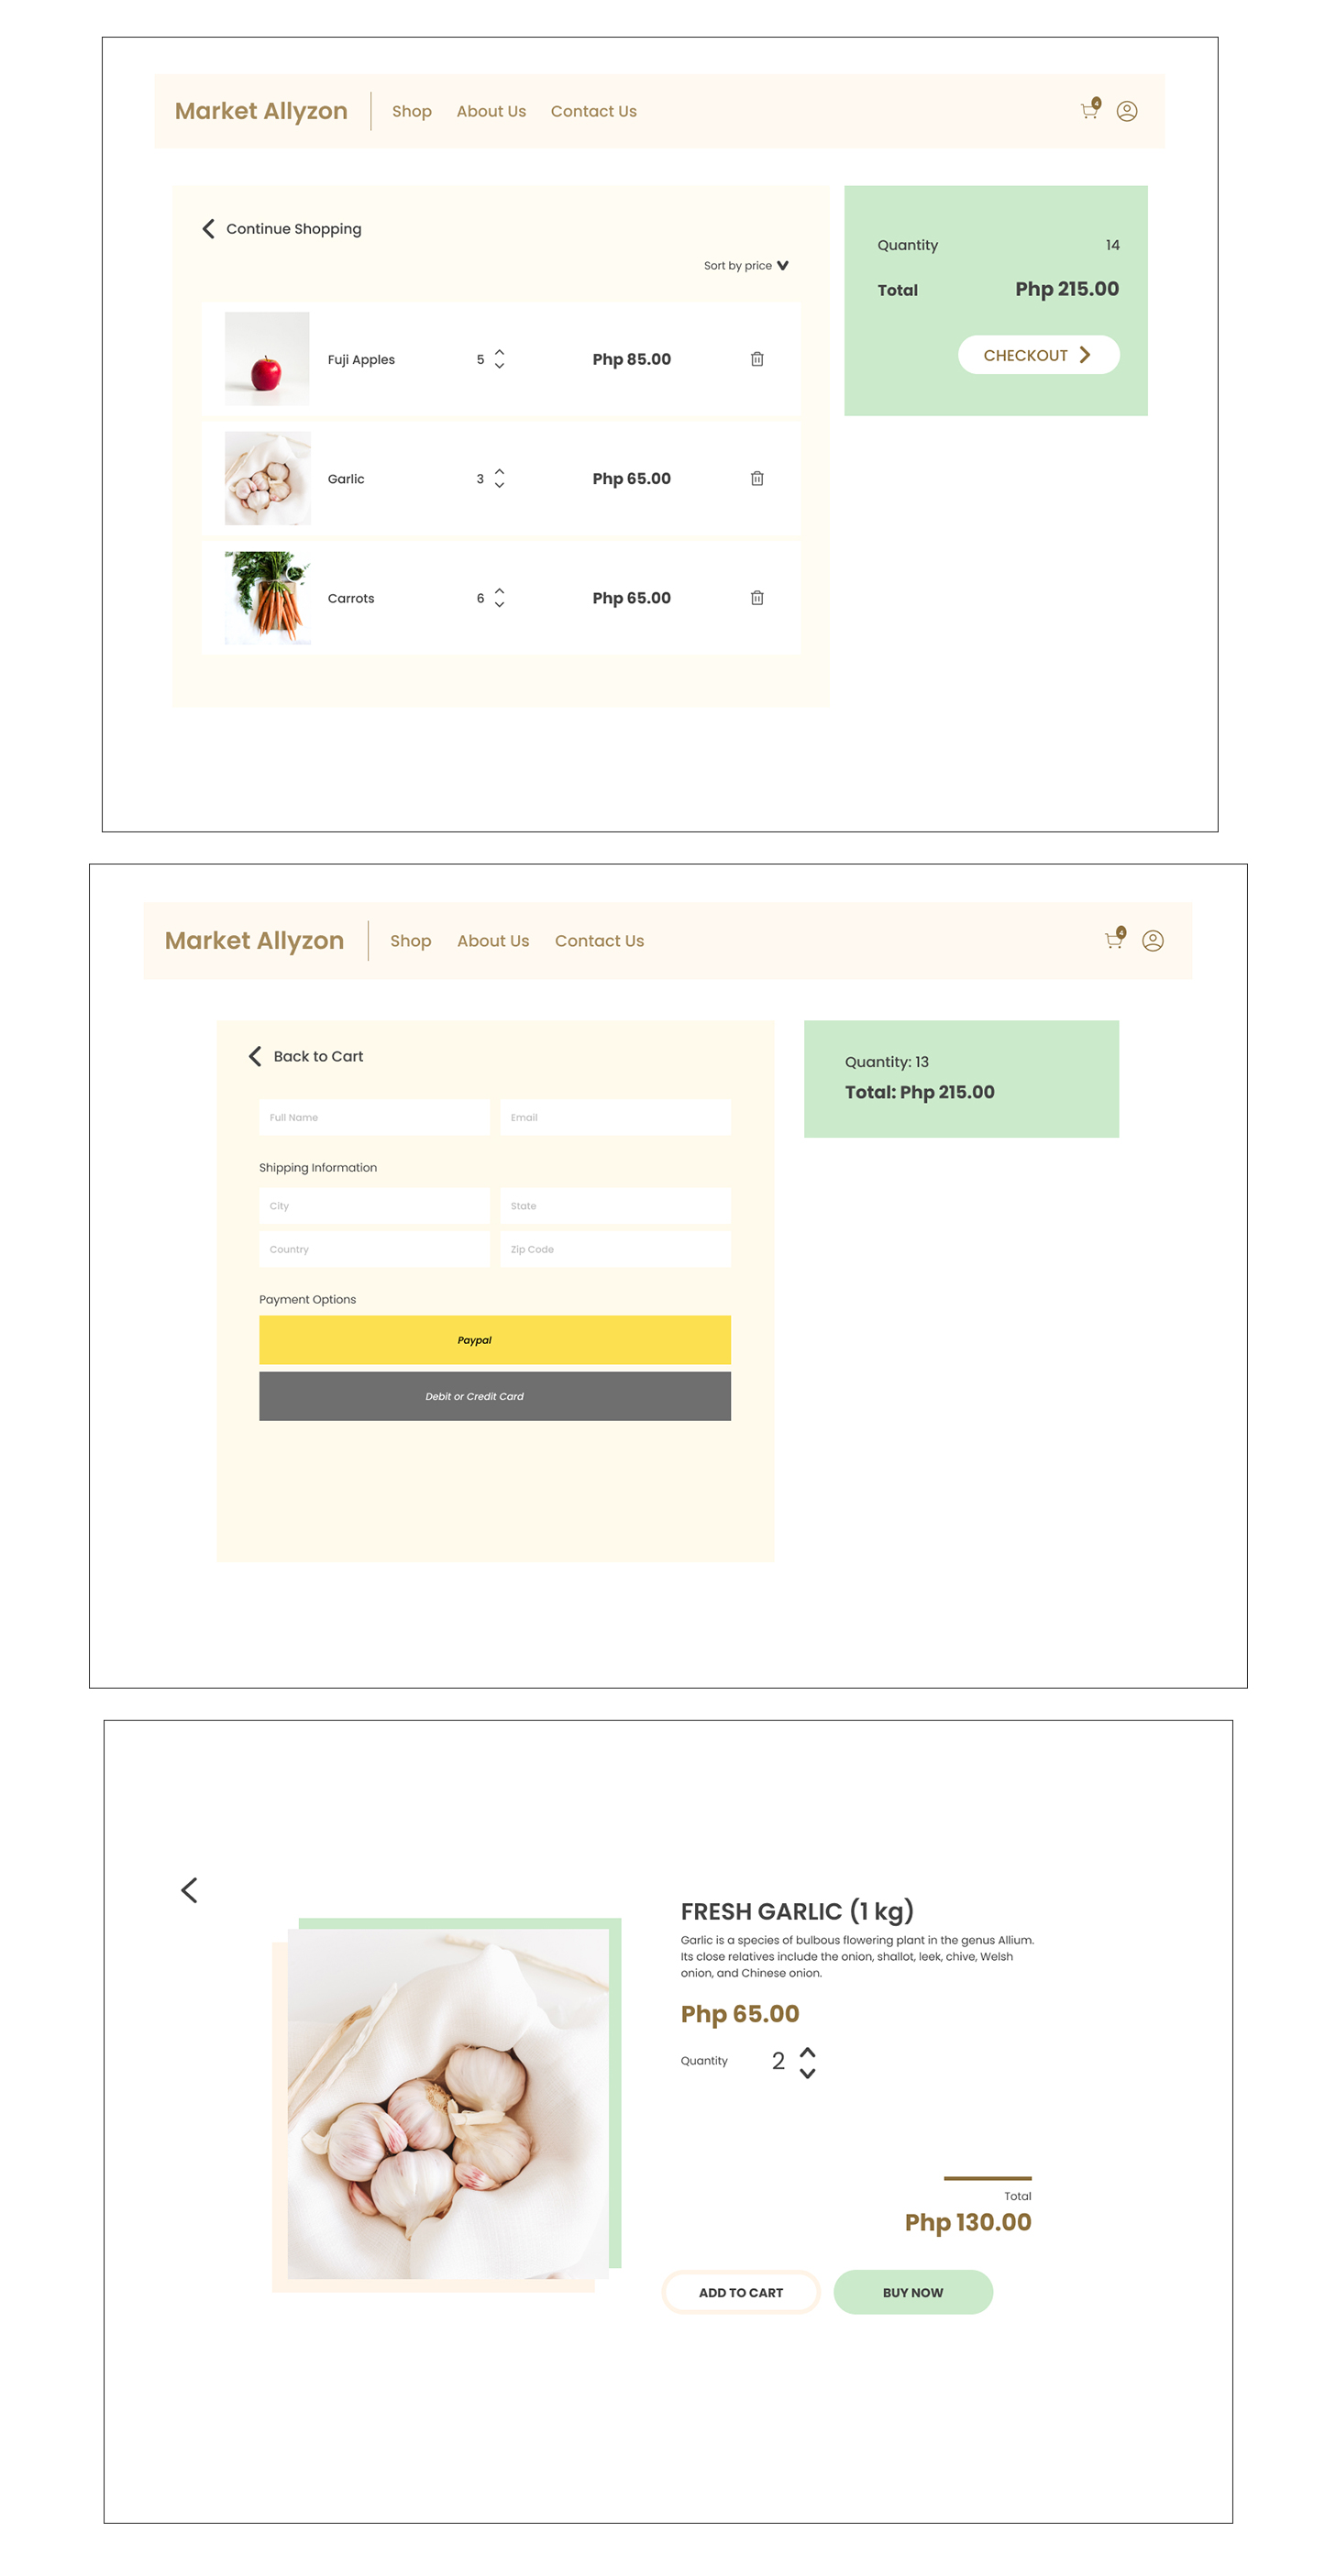 Market Allyzon
Shop About Us Contact Us
4
Continue Shopping
Sort by price
Fuji Apples 5 Php 85.00
Garlic 3 Php 65.00
Carrots 6 Php 65.00
Quantity 14
Total Php 215.00
CHECKOUT
Market Allyzon
Shop About Us Contact Us
4
Back to Cart
Full Name Email
Shipping Information
City State
Country Zip Code
Payment Options
Paypal
Debit or Credit Card
Quantity: 13
Total: Php 215.00
FRESH GARLIC (1 kg)
Garlic is a species of bulbous flowering plant in the genus Allium.
Its close relatives include the onion, shallot, leek, chive, Welsh
onion, and Chinese onion.
Php 65.00
Quantity 2
Total
Php 130.00
ADD TO CART BUY NOW